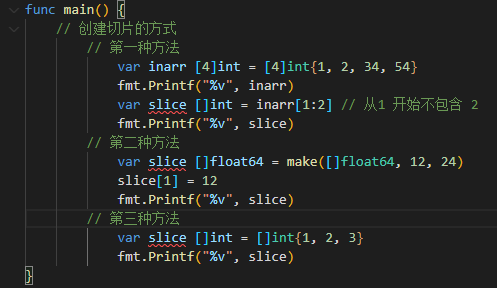 func main() {
// 创建切片的方式
// 第一种方法
var inarr [4]int = [4]int{1, 2, 34, 54}
fmt.Printf("%v", inarr)
var slice []int = inarr[1:2] // 从1 开始不包含 2
fmt.Printf("%v", slice)
// 第二种方法
var slice []float64 = make([]float64, 12, 24)
slice[1] = 12
fmt.Printf("%v", slice)
// 第三种方法
var slice []int = []int{1, 2, 3}
fmt.Printf("%v", slice)
}